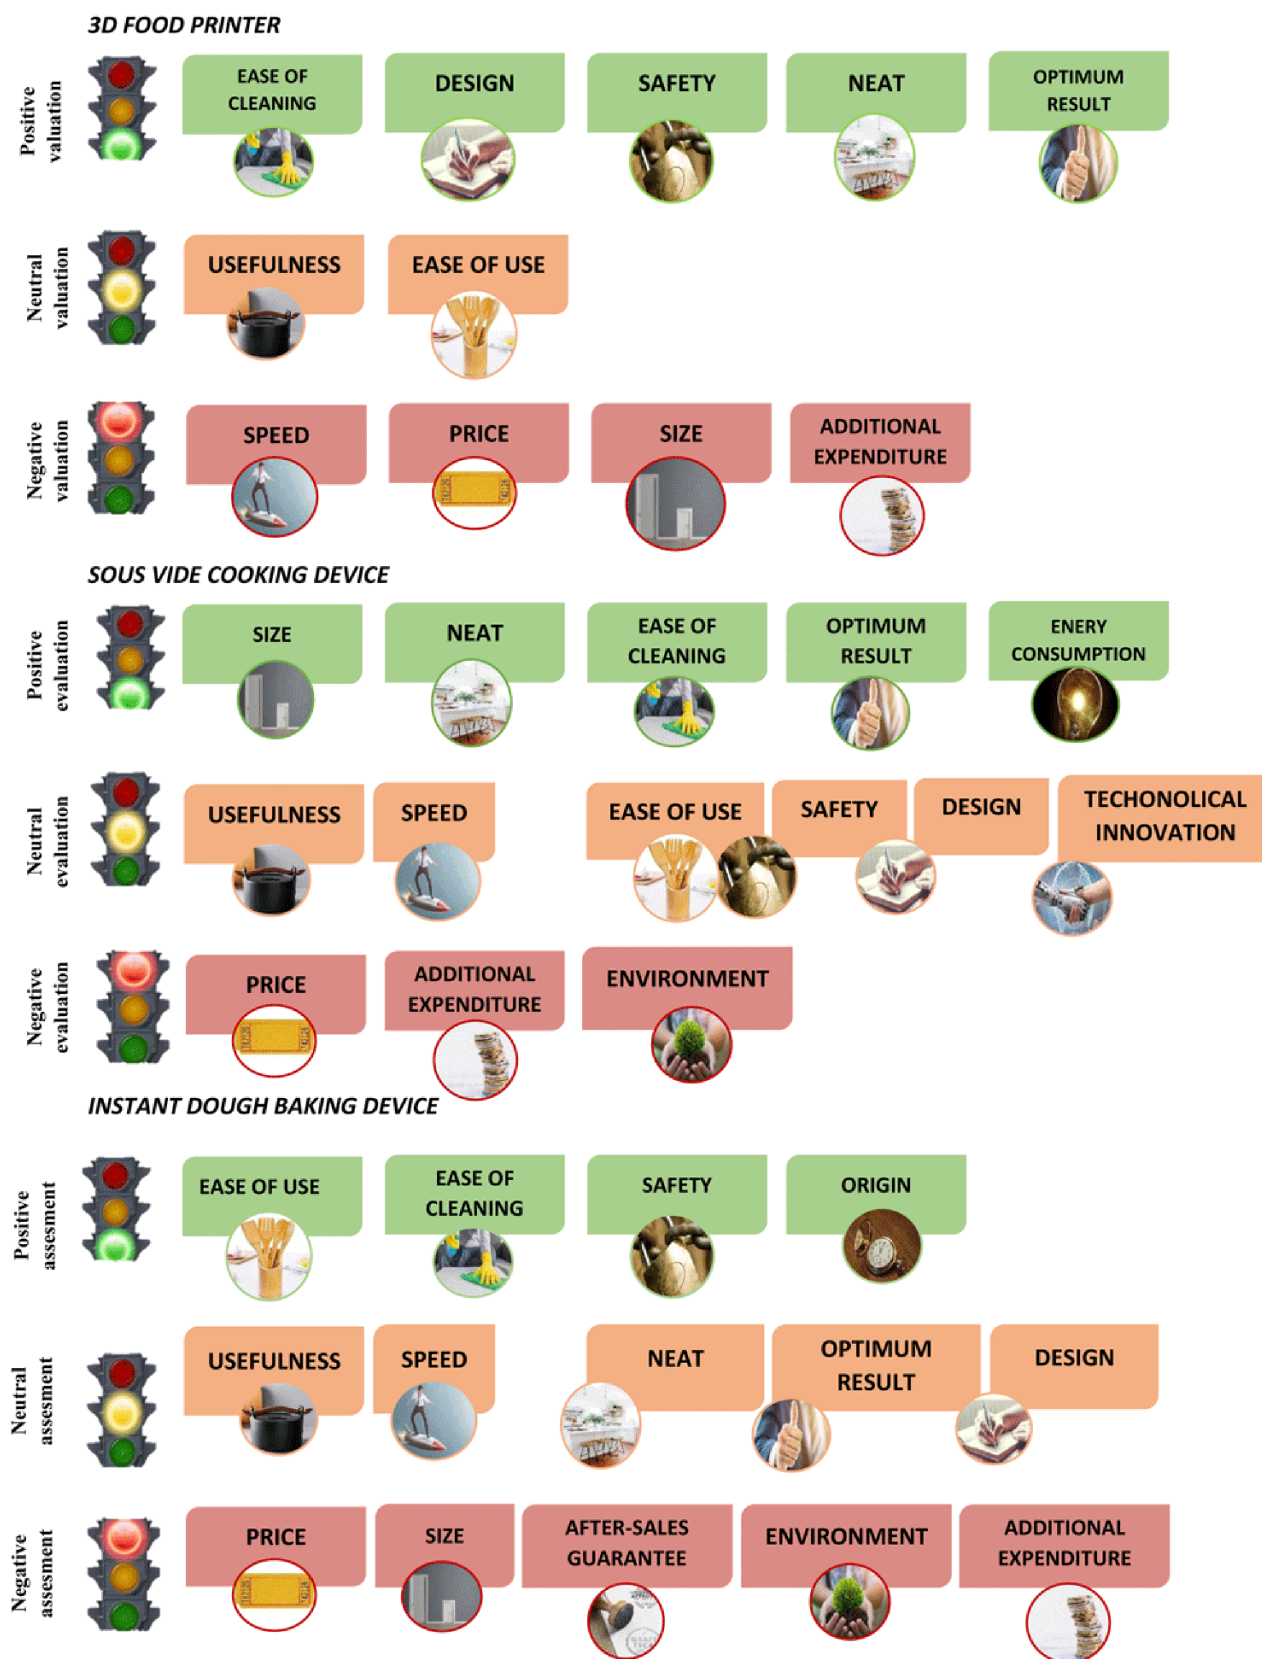 3D FOOD PRINTER
Positive
valuation
EASE OF
CLEANING
DESIGN
SAFETY
NEAT
OPTIMUM
RESULT
Neutral
valuation
USEFULNESS
EASE OF USE
Negative
valuation
SPEED
PRICE
SIZE
ADDITIONAL
EXPENDITURE
SOUS VIDE COOKING DEVICE
Positive
evaluation
SIZE
NEAT
EASE OF
CLEANING
OPTIMUM
RESULT
ENERY
CONSUMPTION
Neutral
evaluation
USEFULNESS
SPEED
EASE OF USE
SAFETY
DESIGN
TECHONOLICAL
INNOVATION
Negative
evaluation
PRICE
ADDITIONAL
EXPENDITURE
ENVIRONMENT
INSTANT DOUGH BAKING DEVICE
Positive
assesment
EASE OF USE
EASE OF
CLEANING
SAFETY
ORIGIN
Neutral
assesment
USEFULNESS
SPEED
NEAT
OPTIMUM
RESULT
DESIGN
Negative
assesment
PRICE
SIZE
AFTER-SALES
GUARANTEE
ENVIRONMENT
ADDITIONAL
EXPENDITURE